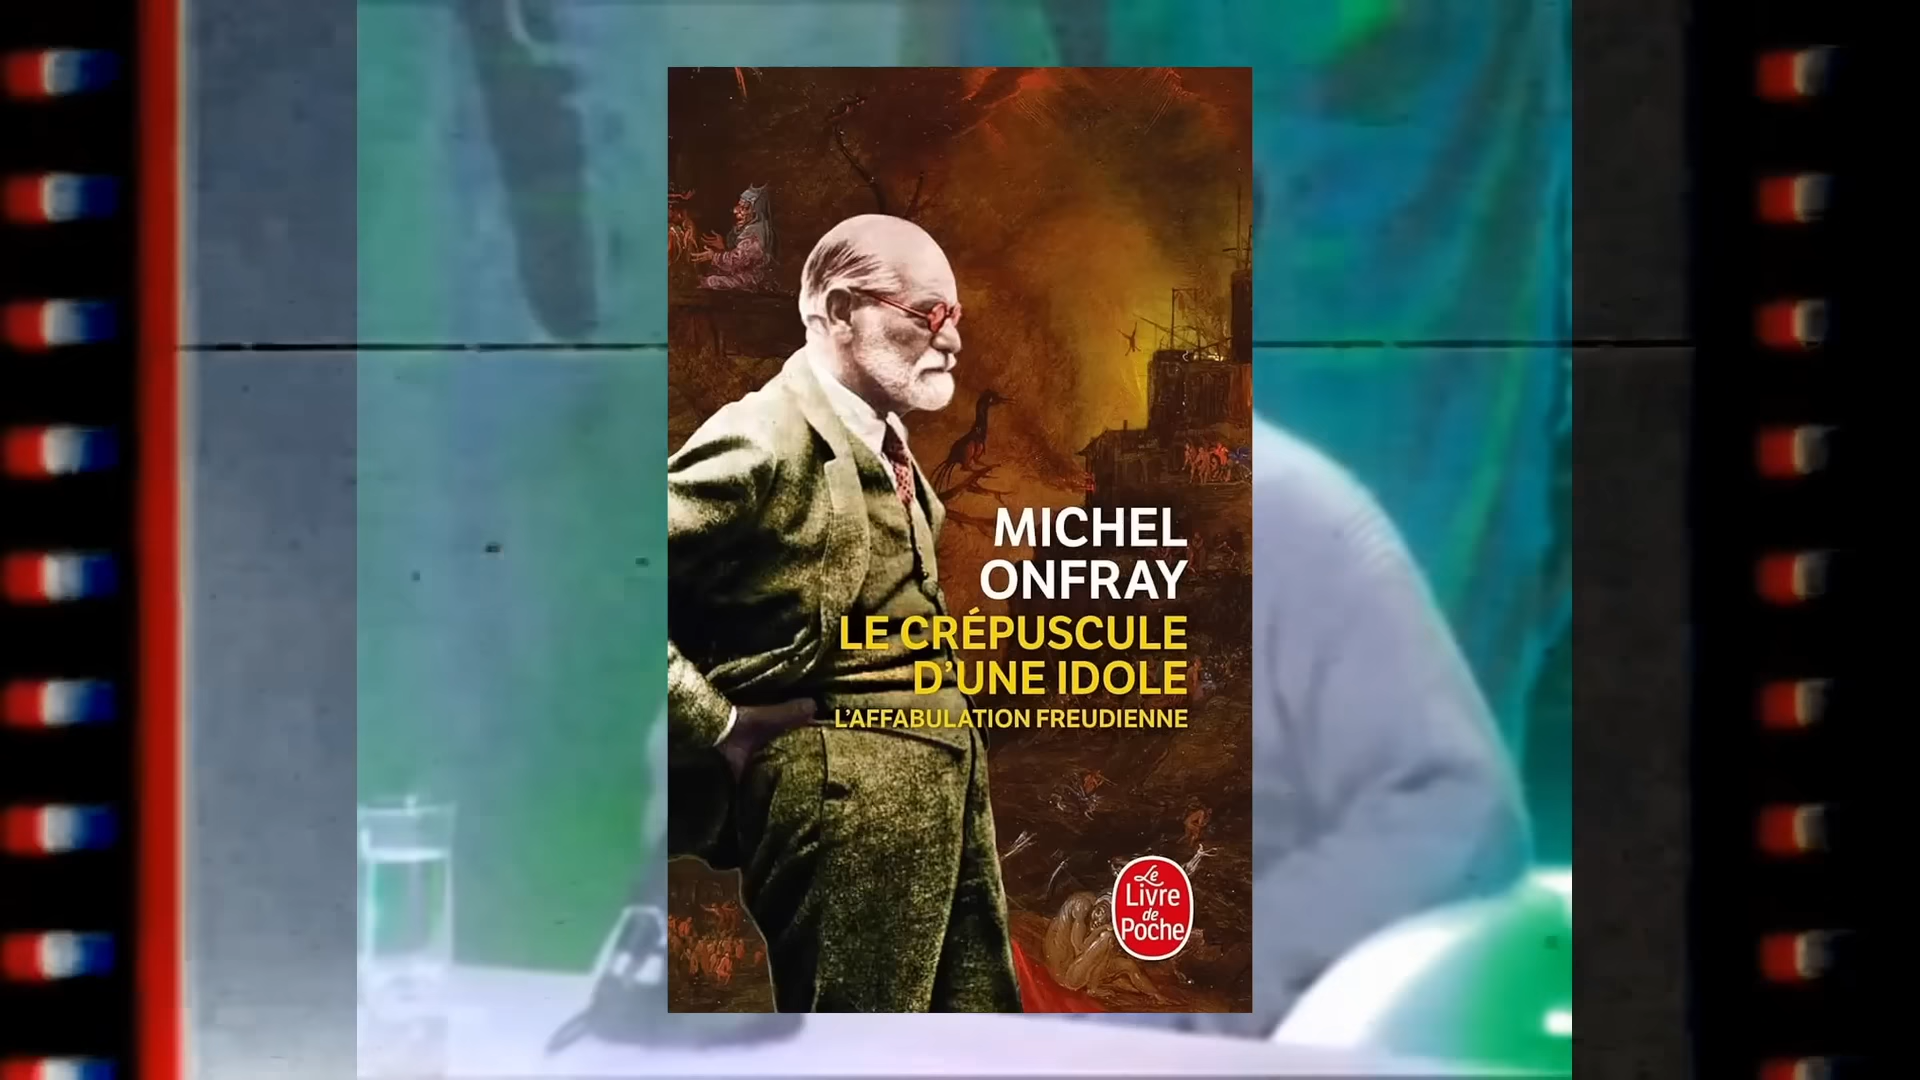 MICHEL
ONFRAY
LE CRÉPUSCULE
D'UNE IDOLE
L'AFFABULATION FREUDIENNE
Le
Livre
de
Poche